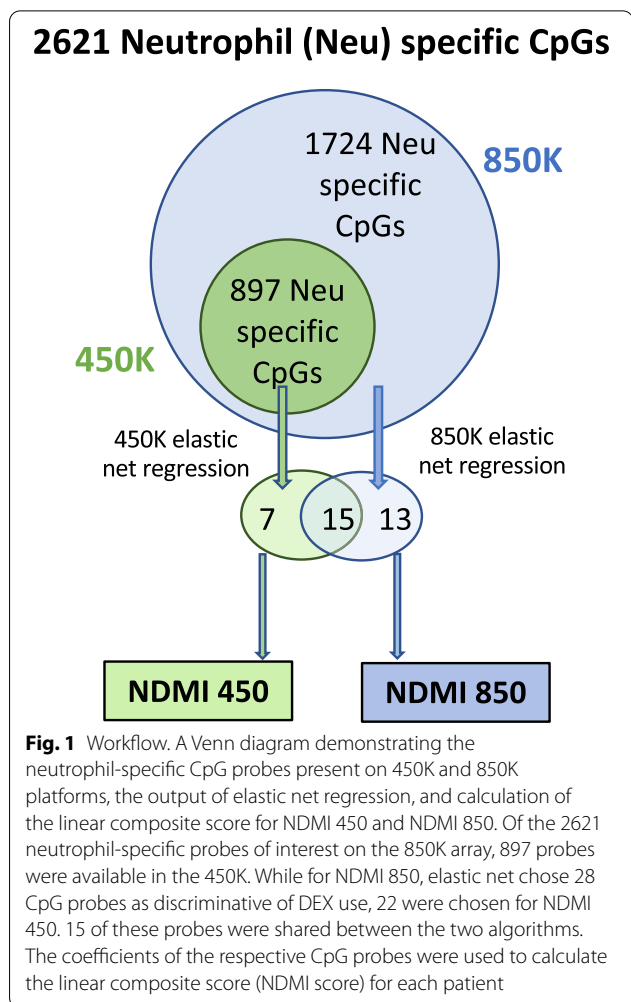 2621 Neutrophil (Neu) specific CpGs
1724 Neu
specific
CpGs
850K
897 Neu
specific
CpGs
450K
450K elastic
net regression
850K elastic
net regression
7
15
13
NDMI 450
NDMI 850
Fig. 1 Workflow. A Venn diagram demonstrating the
neutrophil-specific CpG probes present on 450K and 850K
platforms, the output of elastic net regression, and calculation of
the linear composite score for NDMI 450 and NDMI 850. Of the 2621
neutrophil-specific probes of interest on the 850K array, 897 probes
were available in the 450K. While for NDMI 850, elastic net chose 28
CpG probes as discriminative of DEX use, 22 were chosen for NDMI
450. 15 of these probes were shared between the two algorithms.
The coefficients of the respective CpG probes were used to calculate
the linear composite score (NDMI score) for each patient